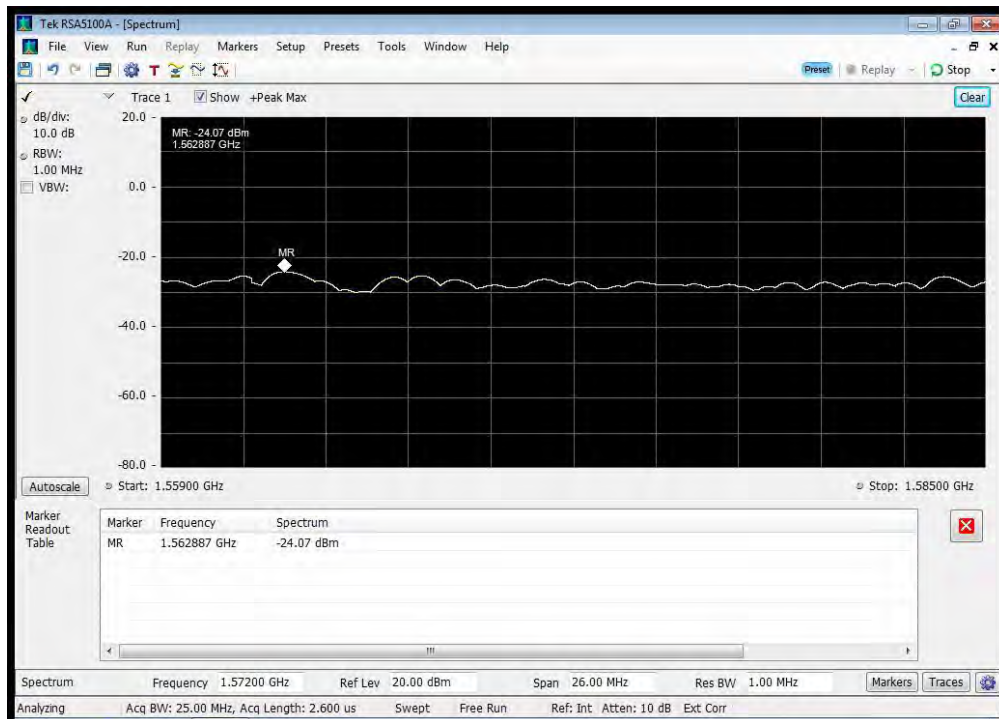 Tek RSA5100A - [Spectrum]
File View Run Replay Markers Setup Presets Tools Window Help
Preset Replay Stop
Trace 1 Show +Peak Max Clear
dB/div:
10.0 dB
RBW:
1.00 MHz
VBW:
20.0
0.0
-20.0
-40.0
-60.0
-80.0
MR: -24.07 dBm
1.562887 GHz
MR
Autoscale Start: 1.55900 GHz Stop: 1.58500 GHz
Marker
Readout
Table
Marker Frequency Spectrum
MR 1.562887 GHz -24.07 dBm
Spectrum Frequency 1.57200 GHz Ref Lev 20.00 dBm Span 26.00 MHz Res BW 1.00 MHz Markers Traces
Analyzing Acq BW: 25.00 MHz, Acq Length: 2.600 us Swept Free Run Ref: Int Atten: 10 dB Ext Corr